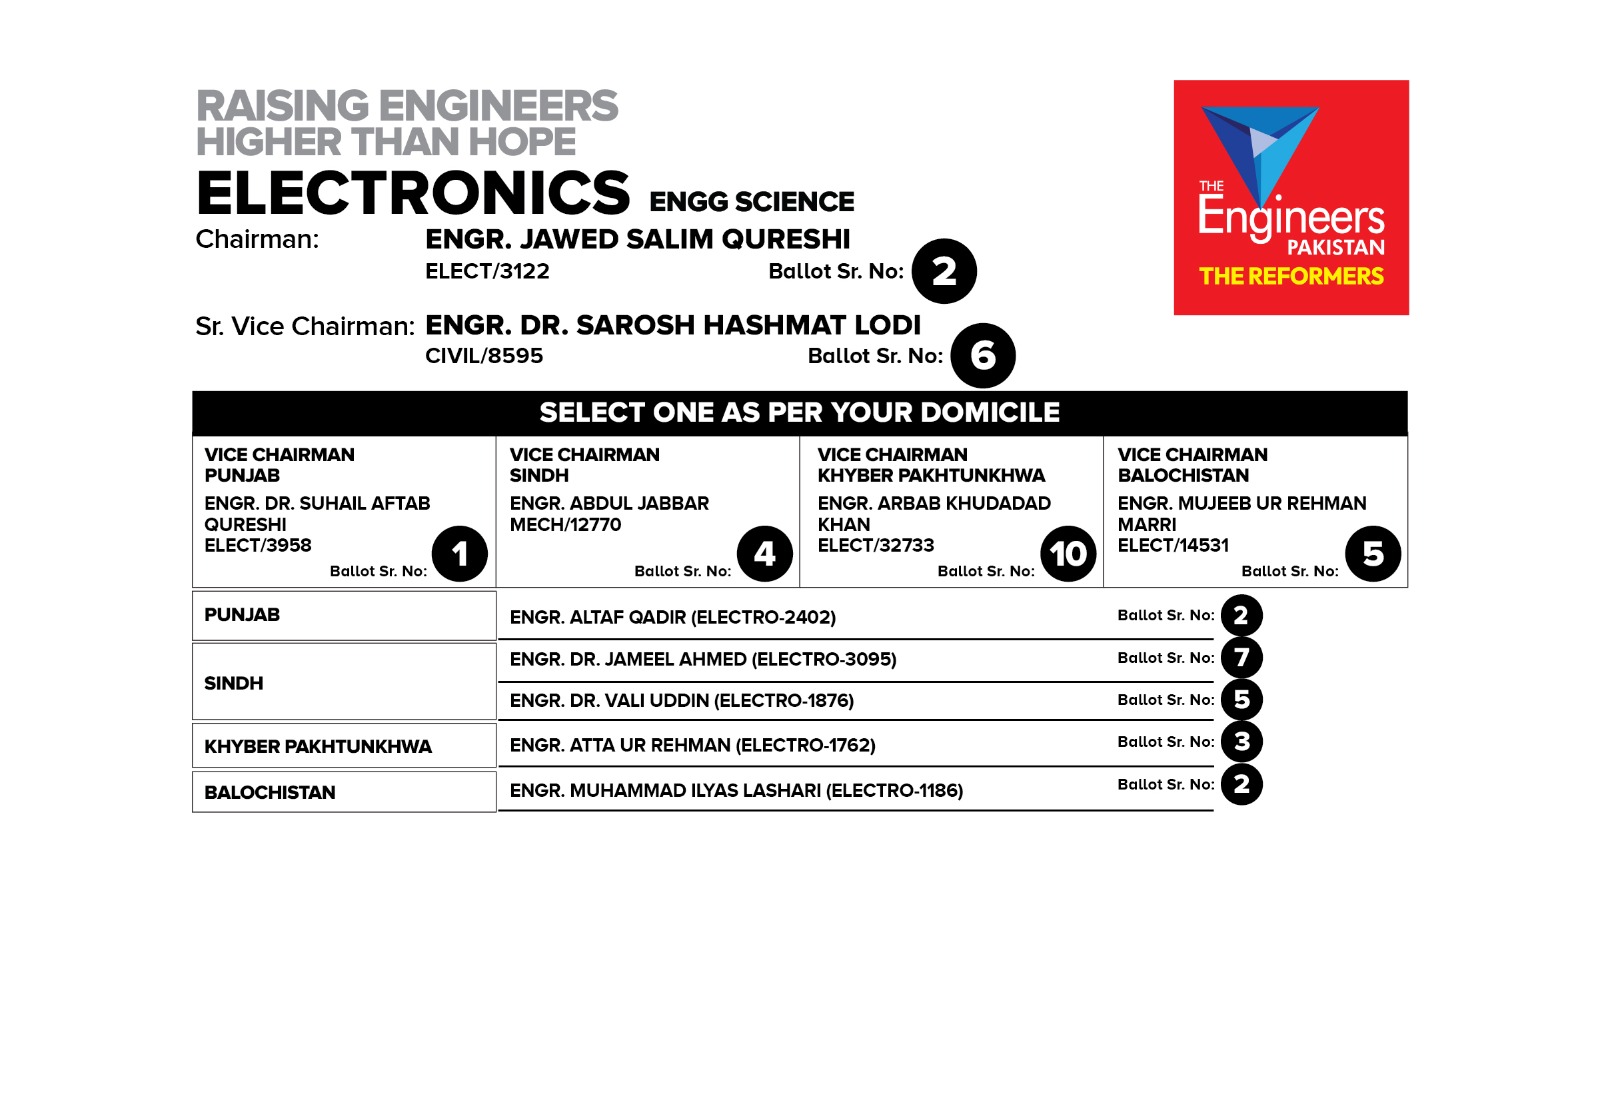 RAISING ENGINEERS
HIGHER THAN HOPE
ELECTRONICS ENGG SCIENCE
Chairman: ENGR. JAWED SALIM QURESHI
ELECT/3122 Ballot Sr. No: 2
Sr. Vice Chairman: ENGR. DR. SAROSH HASHMAT LODI
CIVIL/8595 Ballot Sr. No: 6
THE
Engineers
PAKISTAN
THE REFORMERS
SELECT ONE AS PER YOUR DOMICILE
VICE CHAIRMAN
PUNJAB
ENGR. DR. SUHAIL AFTAB
QURESHI
ELECT/3958
Ballot Sr. No: 1
VICE CHAIRMAN
SINDH
ENGR. ABDUL JABBAR
MECH/12770
Ballot Sr. No: 4
VICE CHAIRMAN
KHYBER PAKHTUNKHWA
ENGR. ARBAB KHUDADAD
KHAN
ELECT/32733
Ballot Sr. No: 10
VICE CHAIRMAN
BALOCHISTAN
ENGR. MUJEEB UR REHMAN
MARRI
ELECT/14531
Ballot Sr. No: 5
PUNJAB ENGR. ALTAF QADIR (ELECTRO-2402) Ballot Sr. No: 2
SINDH
ENGR. DR. JAMEEL AHMED (ELECTRO-3095) Ballot Sr. No: 7
ENGR. DR. VALI UDDIN (ELECTRO-1876) Ballot Sr. No: 5
KHYBER PAKHTUNKHWA ENGR. ATTA UR REHMAN (ELECTRO-1762) Ballot Sr. No: 3
BALOCHISTAN ENGR. MUHAMMAD ILYAS LASHARI (ELECTRO-1186) Ballot Sr. No: 2